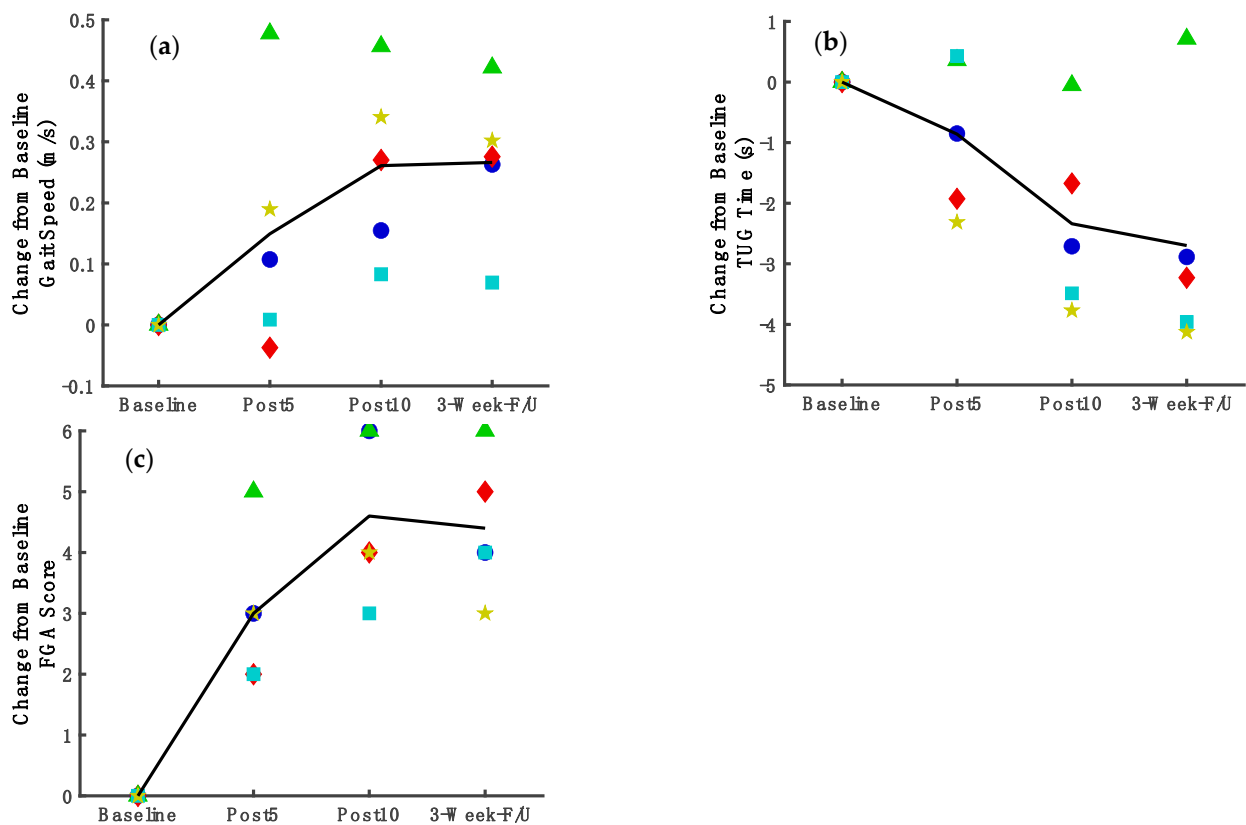 (a)
Change from Baseline
Gait Speed (m/s)
0.5
0.4
0.3
0.2
0.1
0
-0.1
Baseline Post5 Post10 3-Week-F/U
(b)
Change from Baseline
TUG Time (s)
1
0
-1
-2
-3
-4
-5
Baseline Post5 Post10 3-Week-F/U
(c)
Change from Baseline
FGA Score
6
5
4
3
2
1
0
Baseline Post5 Post10 3-Week-F/U